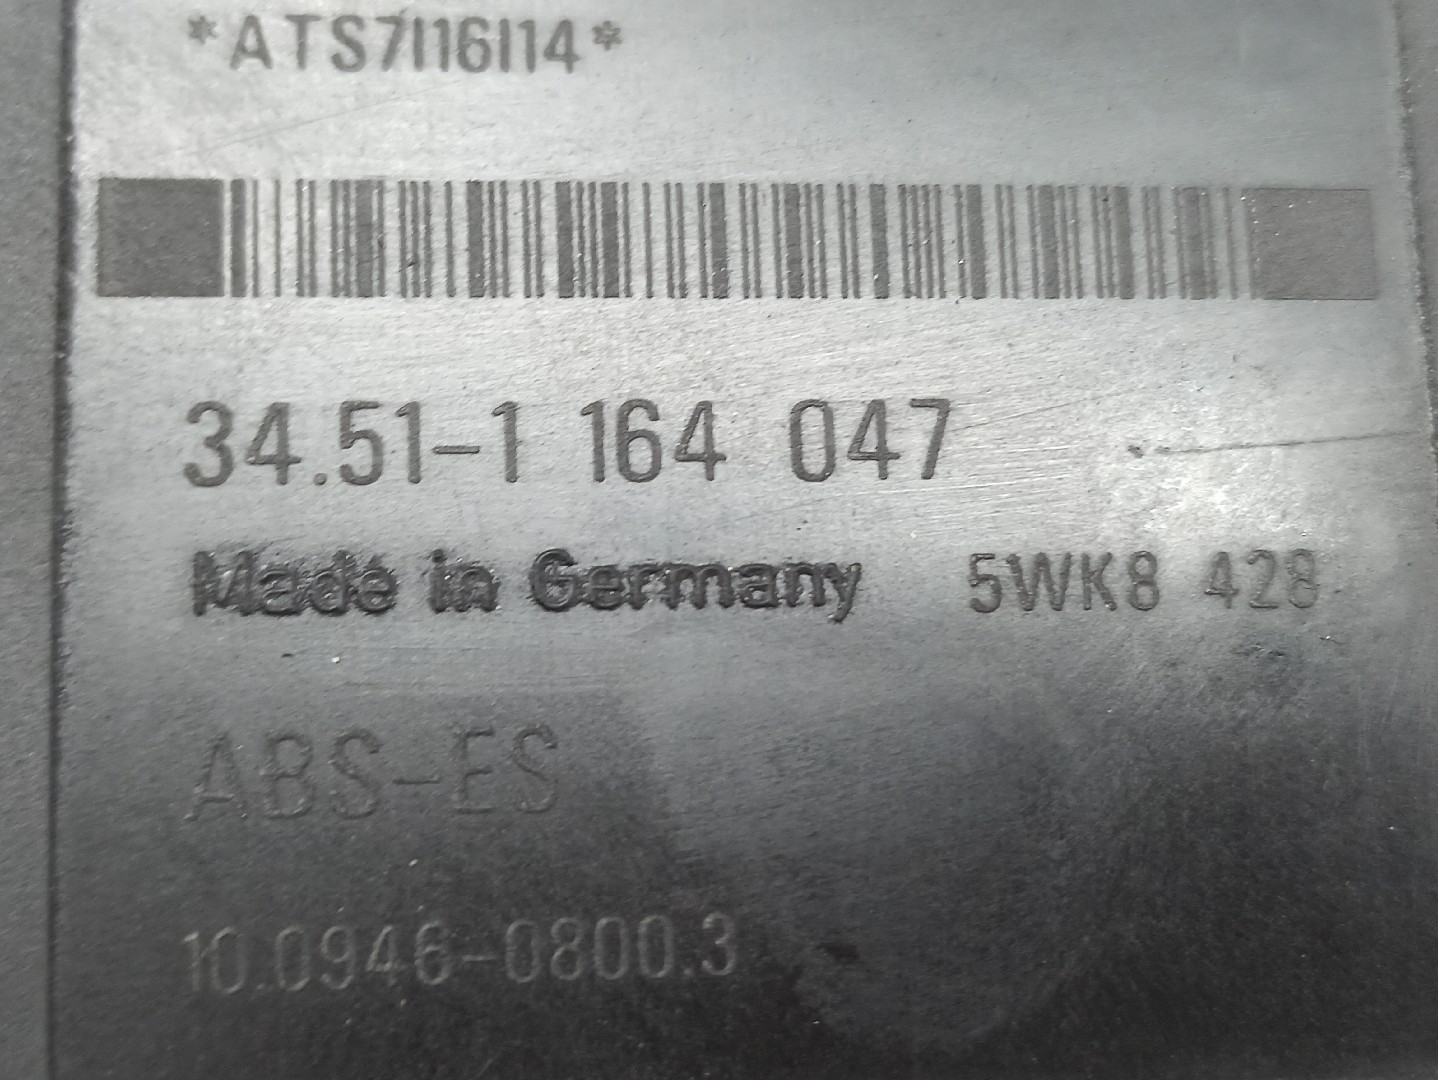 *ATS7I16I14*
34.51-1 164 047
Made in Germany 5WK8 428
ABS-ES
10.0946-0800.3